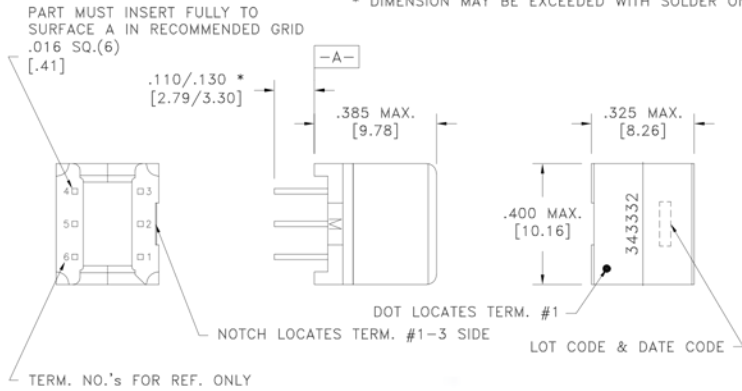 PART MUST INSERT FULLY TO
SURFACE A IN RECOMMENDED GRID
.016 SQ.(6)
[.41]
* DIMENSION MAY BE EXCEEDED WITH SOLDER
-A-
.110/.130 *
[2.79/3.30]
.385 MAX.
[9.78]
.325 MAX.
[8.26]
4
3
5
2
6
1
M
.400 MAX.
[10.16]
343332
DOT LOCATES TERM. #1
NOTCH LOCATES TERM. #1-3 SIDE
LOT CODE & DATE CODE
TERM. NO.'s FOR REF. ONLY